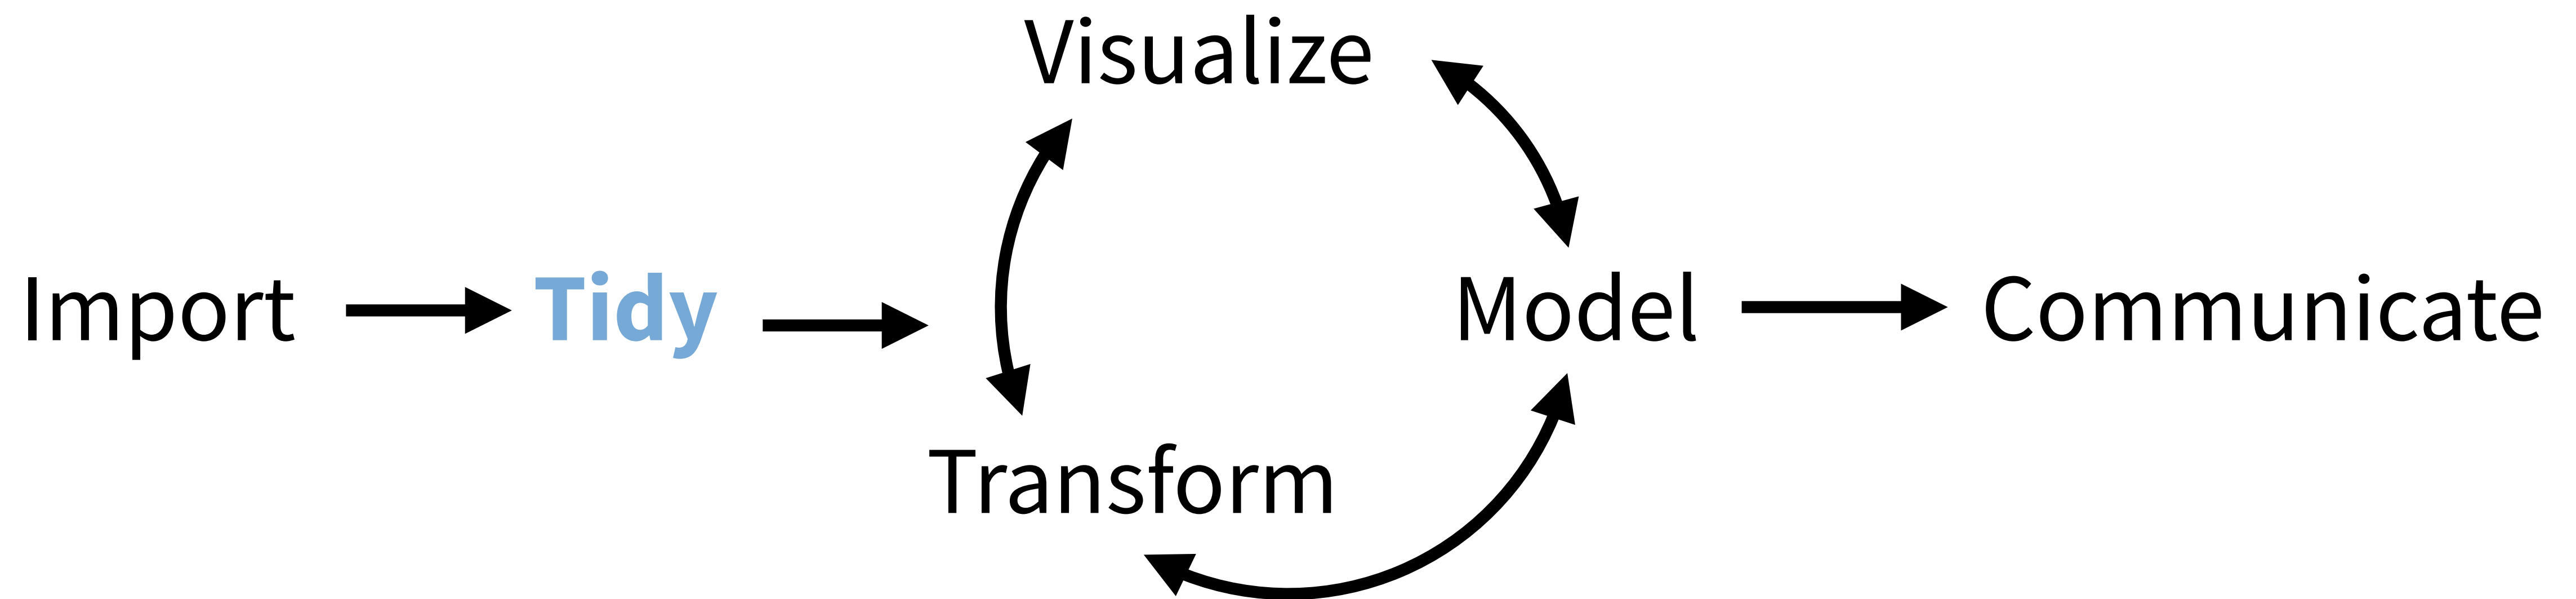 Visualize
Import
Tidy
Model
Communicate
Transform